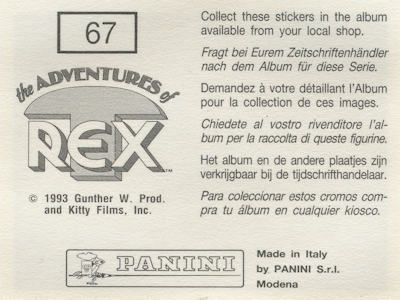 67
the ADVENTURES of
T
REX™
© 1993 Gunther W. Prod.
and Kitty Films, Inc.
Collect these stickers in the album
available from your local shop.
Fragt bei Eurem Zeitschriftenhändler
nach dem Album für diese Serie.
Demandez à votre détaillant l'Album
pour la collection de ces images.
Chiedete al vostro rivenditore l'al-
bum per la raccolta di queste figurine.
Het album en de andere plaatjes zijn
verkrijgbaar bij de tijdschrifthandelaar.
Para coleccionar estos cromos compra
tu álbum en cualquier kiosco.
PANINI
Made in Italy
by PANINI S.r.l.
Modena